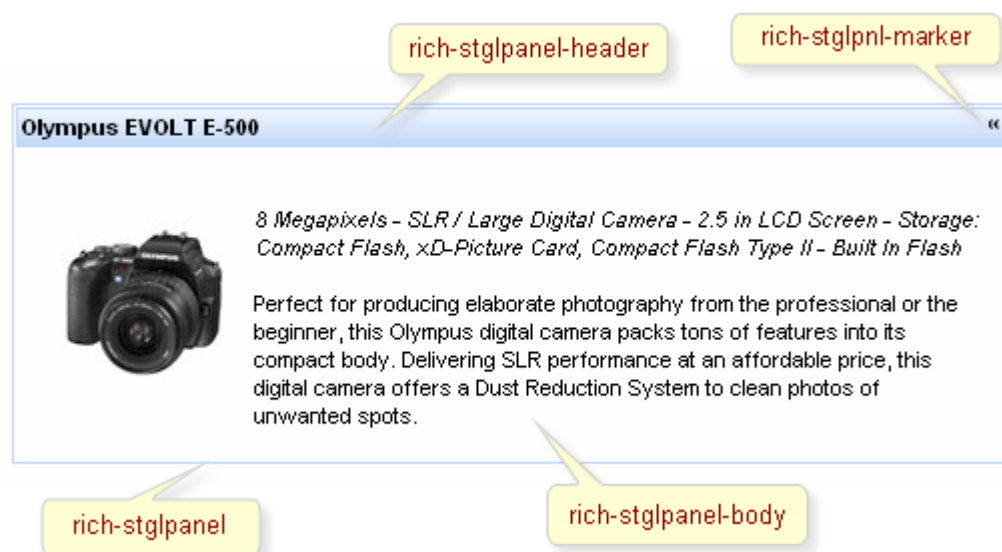 rich-stglpanel-header
rich-stglpnl-marker
Olympus EVOLT E-500 «
OLYMPUS
8 Megapixels - SLR / Large Digital Camera - 2.5 in LCD Screen - Storage:
Compact Flash, xD-Picture Card, Compact Flash Type II - Built In Flash
Perfect for producing elaborate photography from the professional or the
beginner, this Olympus digital camera packs tons of features into its
compact body. Delivering SLR performance at an affordable price, this
digital camera offers a Dust Reduction System to clean photos of
unwanted spots.
rich-stglpanel
rich-stglpanel-body